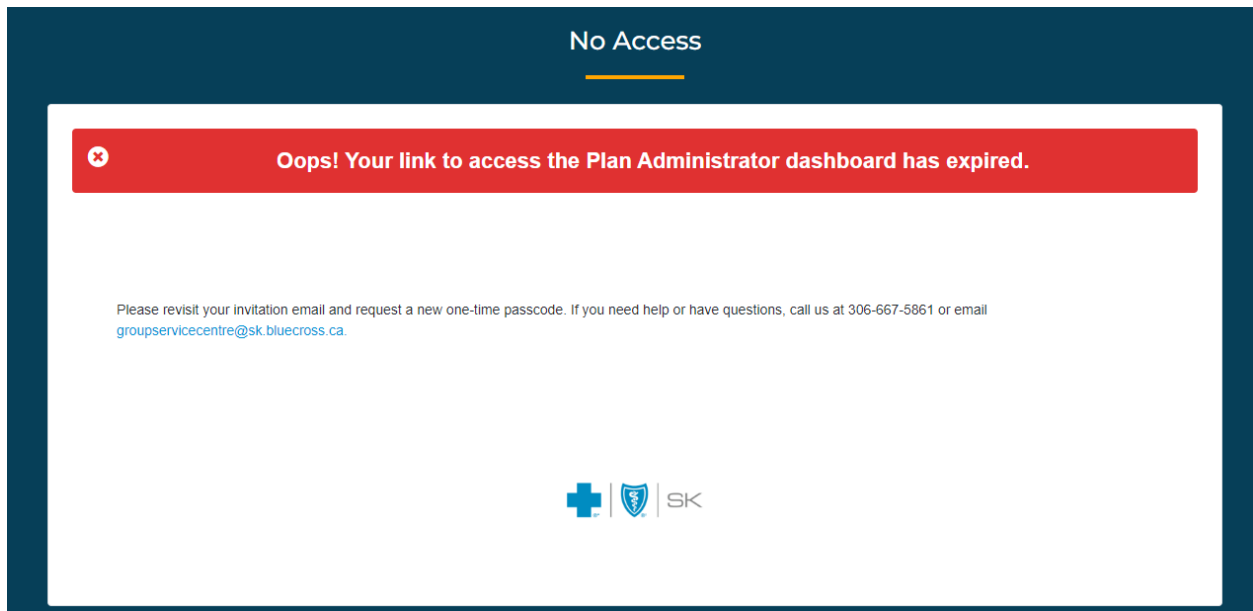 No Access
Oops! Your link to access the Plan Administrator dashboard has expired.
Please revisit your invitation email and request a new one-time passcode. If you need help or have questions, call us at 306-667-5861 or email
groupservicecentre@sk.bluecross.ca.
SK